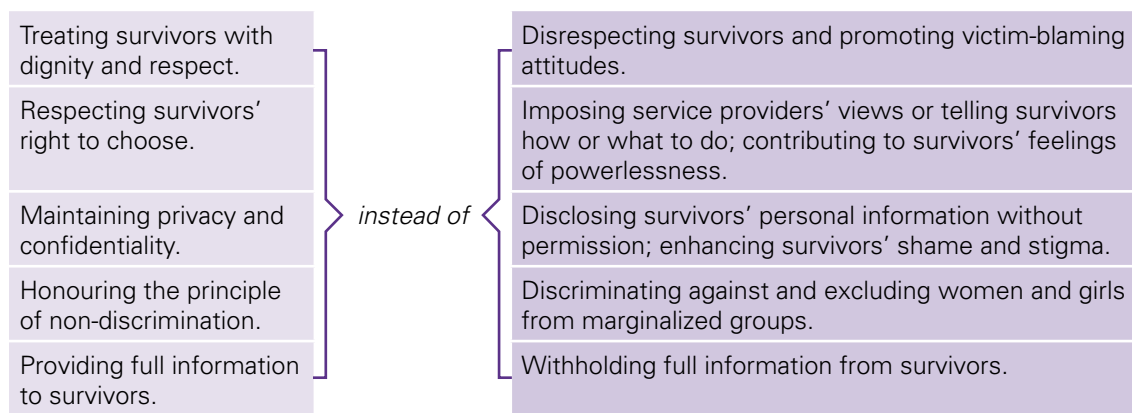 Treating survivors with
dignity and respect.
Respecting survivors’
right to choose.
Maintaining privacy and
confidentiality.
Honouring the principle
of non-discrimination.
Providing full information
to survivors.
instead of
Disrespecting survivors and promoting victim-blaming
attitudes.
Imposing service providers’ views or telling survivors
how or what to do; contributing to survivors’ feelings
of powerlessness.
Disclosing survivors’ personal information without
permission; enhancing survivors’ shame and stigma.
Discriminating against and excluding women and girls
from marginalized groups.
Withholding full information from survivors.